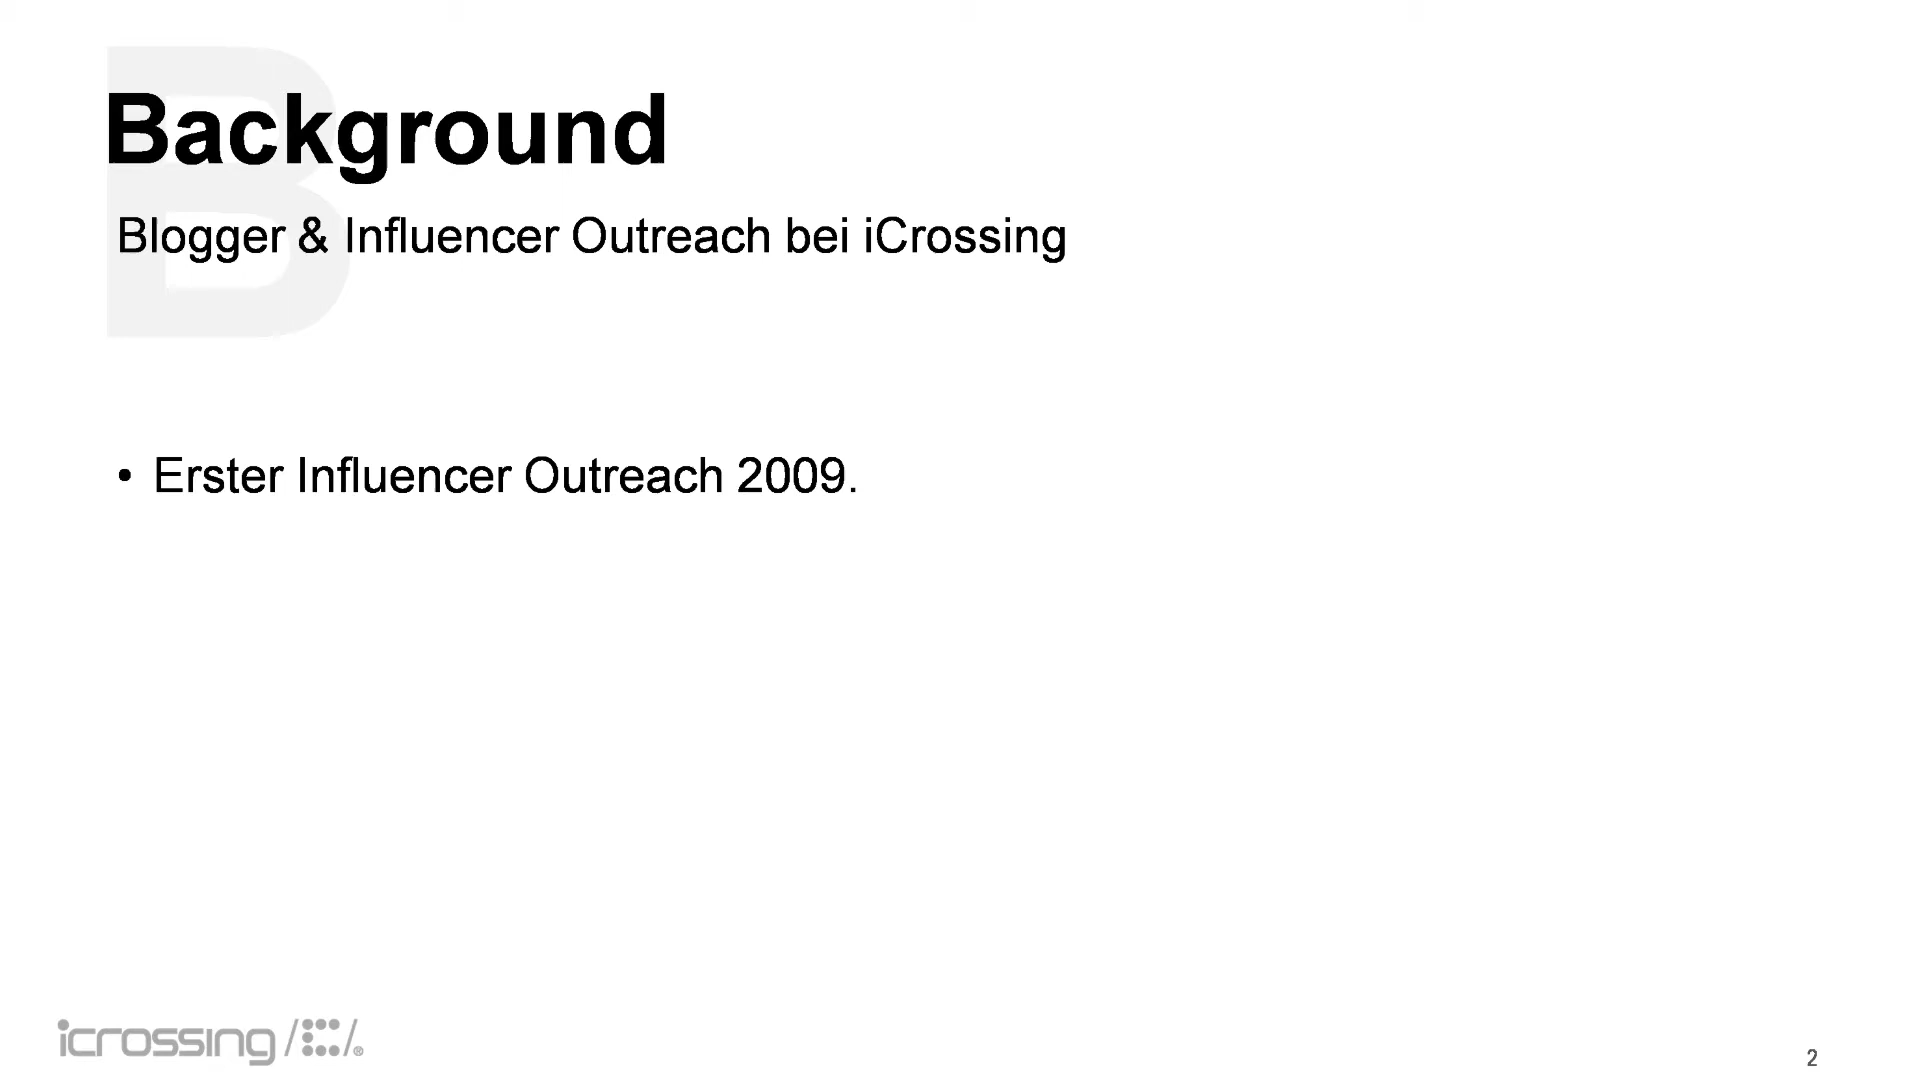 Background
Blogger & Influencer Outreach bei iCrossing
• Erster Influencer Outreach 2009.
icrossing
2